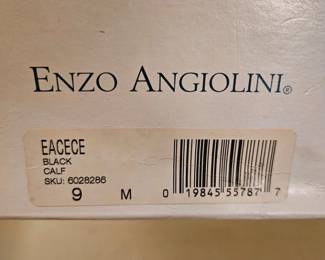 ENZO ANGIOLINI®
EACECE
BLACK
CALF
SKU: 6028286
9 M
0 19845 55787 7